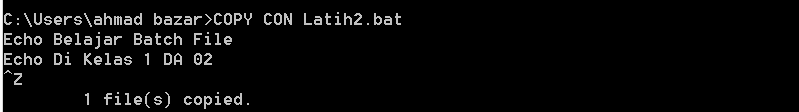 C:\Users\ahmad bazar>COPY CON Latih2.bat
Echo Belajar Batch File
Echo Di Kelas 1 DA 02
^Z
        1 file(s) copied.